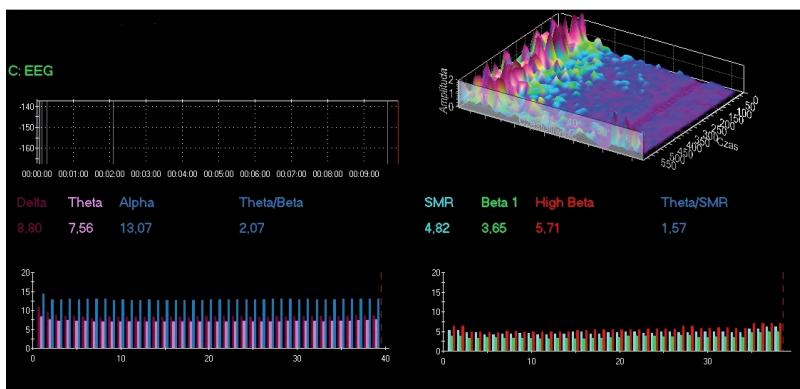 C: EEG
-140
-150
-160
00:00:00 00:01:00 00:02:00 00:03:00 00:04:00 00:05:00 00:06:00 00:07:00 00:08:00 00:09:00
Amplituda
2
1
0
Czas
Delta Theta Alpha Theta/Beta
8,80 7,56 13,07 2,07
SMR Beta 1 High Beta Theta/SMR
4,82 3,65 5,71 1,57
20
15
10
5
0
0 10 20 30 40
20
15
10
5
0
0 10 20 30